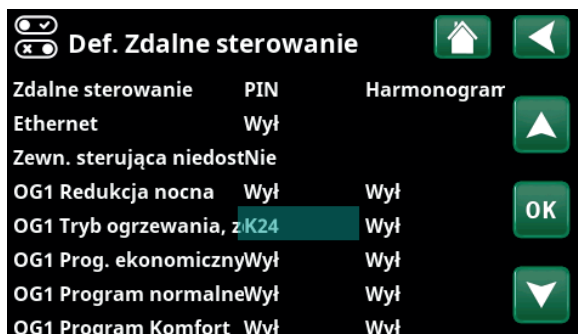 Def. Zdalne sterowanie
Zdalne sterowanie PIN Harmonogram
Ethernet Wył
Zewn. sterująca niedostNie
OG1 Redukcja nocna Wył Wył
OG1 Tryb ogrzewania, zK24 Wył
OK
OG1 Prog. ekonomicznyWył Wył
OG1 Program normalneWył Wył
OG1 Program Komfort Wył Wył